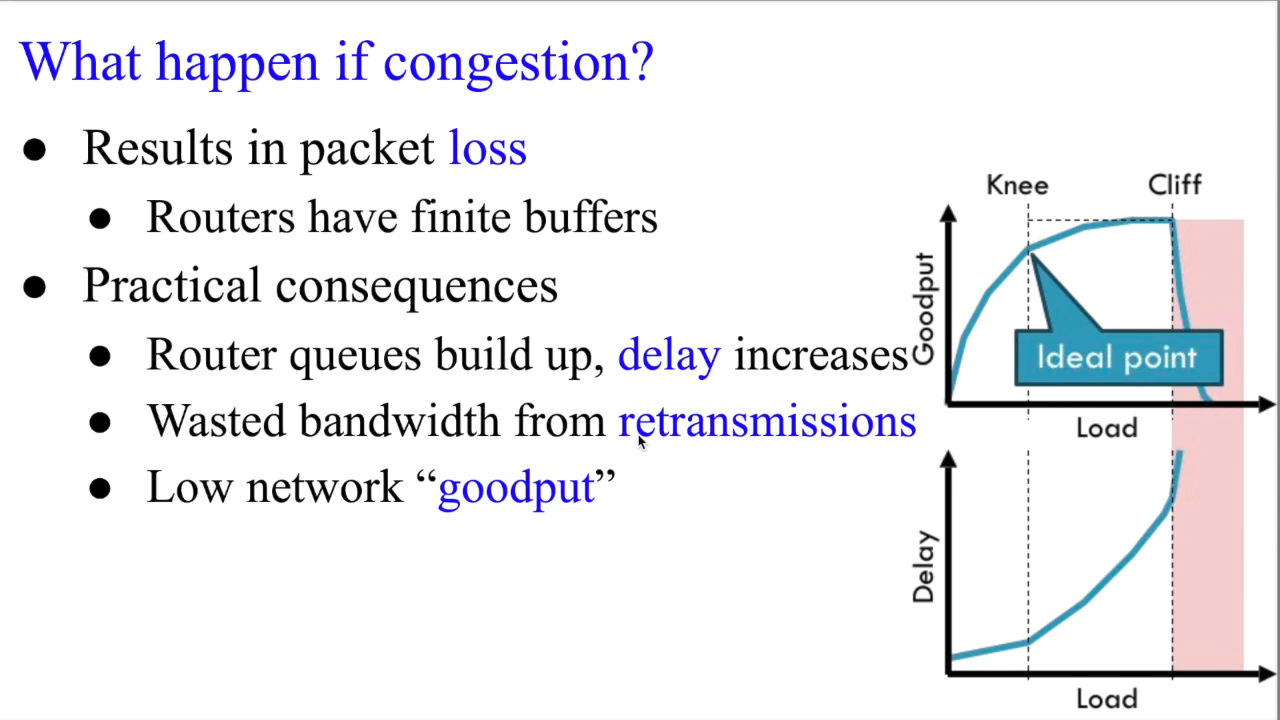 What happen if congestion?
● Results in packet loss
● Routers have finite buffers
● Practical consequences
● Router queues build up, delay increases
● Wasted bandwidth from retransmissions
● Low network “goodput”
Knee
Cliff
Goodput
Ideal point
Load
Delay
Load